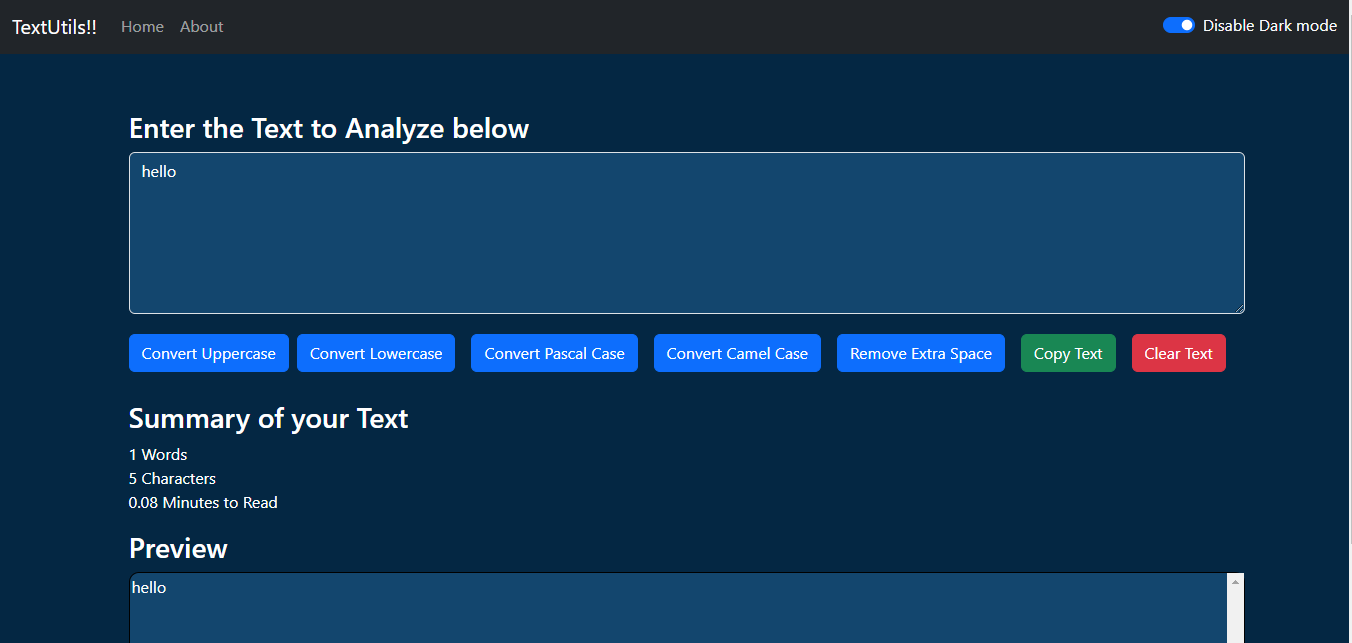 TextUtils!! Home About Disable Dark mode
Enter the Text to Analyze below
hello
Convert Uppercase Convert Lowercase Convert Pascal Case Convert Camel Case Remove Extra Space Copy Text Clear Text
Summary of your Text
1 Words
5 Characters
0.08 Minutes to Read
Preview
hello